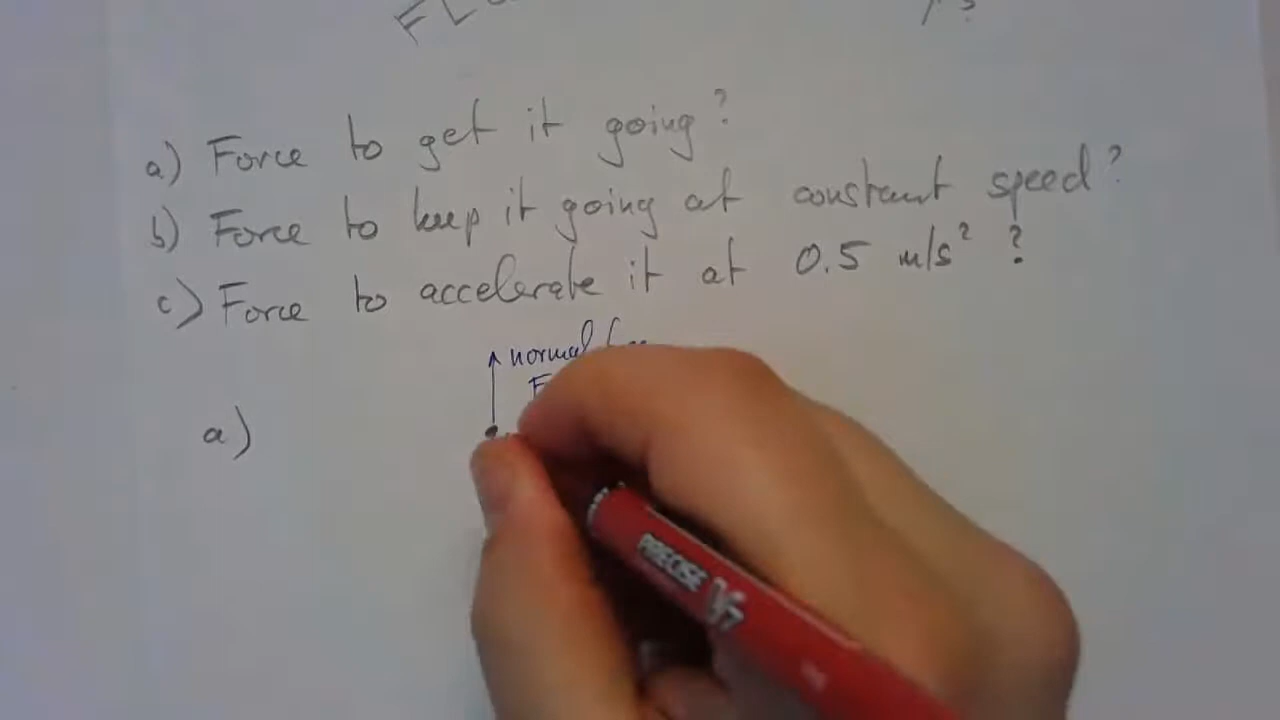 a) Force to get it going?
b) Force to keep it going at constant speed?
c) Force to accelerate it at 0.5 m/s² ?
normal
F
a)
PRECISE V7